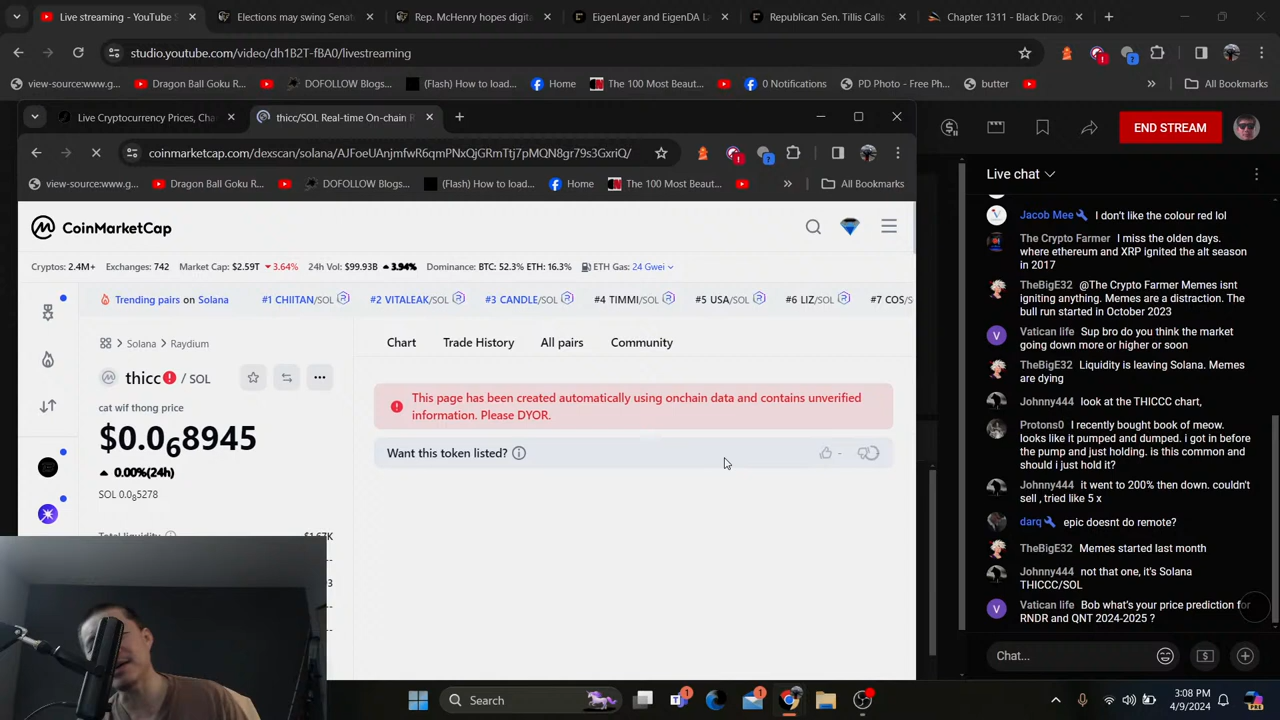 Live streaming - YouTube S
Elections may swing Senat
Rep. McHenry hopes digital
EigenLayer and EigenDA La
Republican Sen. Tillis Calls
Chapter 1311 - Black Drag
studio.youtube.com/video/dh1B2T-fBA0/livestreaming
view-source:www.g
Dragon Ball Goku R...
DOFOLLOW Blogs...
(Flash) How to load...
Home
The 100 Most Beaut...
0 Notifications
PD Photo - Free Ph...
butter
All Bookmarks
Live Cryptocurrency Prices, Cha
thicc/SOL Real-time On-chain P
coinmarketcap.com/dexscan/solana/AJFoeUAnjmfwR6qmPNxQjGRmTtj7pMQN8gr79s3GxriQ/
view-source:www.g...
Dragon Ball Goku R...
DOFOLLOW Blogs...
(Flash) How to load...
Home
The 100 Most Beaut...
All Bookmarks
CoinMarketCap
Cryptos: 2.4M+ Exchanges: 742 Market Cap: $2.59T 3.64% 24h Vol: $99.93B 3.94% Dominance: BTC: 52.3% ETH: 16.3% ETH Gas: 24 Gwei
Trending pairs on Solana
#1 CHIITAN/SOL
#2 VITALEAK/SOL
#3 CANDLE/SOL
#4 TIMMI/SOL
#5 USA/SOL
#6 LIZ/SOL
#7 COS/S
Solana
Raydium
thicc / SOL
cat wif thong price
$0.0₆8945
0.00%(24h)
SOL 0.0₈5278
Total liquidity
$1.67K
Chart
Trade History
All pairs
Community
This page has been created automatically using onchain data and contains unverified
information. Please DYOR.
Want this token listed?
-
END STREAM
Live chat
Jacob Mee I don't like the colour red lol
The Crypto Farmer I miss the olden days.
where ethereum and XRP ignited the alt season
in 2017
TheBigE32 @The Crypto Farmer Memes isnt
igniting anything. Memes are a distraction. The
bull run started in October 2023
Vatican life Sup bro do you think the market
going down more or higher or soon
TheBigE32 Liquidity is leaving Solana. Memes
are dying
Johnny444 look at the THICCC chart,
Protons0 I recently bought book of meow.
looks like it pumped and dumped. i got in before
the pump and just holding. is this common and
should i just hold it?
Johnny444 it went to 200% then down. couldn't
sell , tried like 5 x
darq epic doesnt do remote?
TheBigE32 Memes started last month
Johnny444 not that one, it's Solana
THICCC/SOL
Vatican life Bob what's your price prediction for
RNDR and QNT 2024-2025 ?
Chat...
Search
3:08 PM
4/9/2024